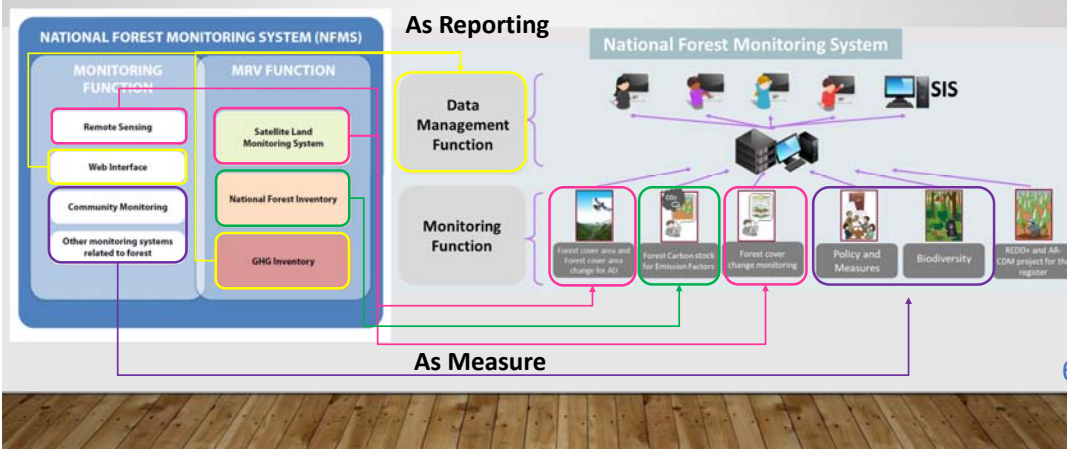 As Reporting
NATIONAL FOREST MONITORING SYSTEM (NFMS)
MONITORING
FUNCTION
Remote Sensing
Web Interface
Community Monitoring
Other monitoring systems
related to forest
MRV FUNCTION
Satellite Land
Monitoring System
National Forest Inventory
GHG Inventory
National Forest Monitoring System
Data
Management
Function
SIS
Monitoring
Function
CO2
Forest cover area and
Forest cover area
change for AD
Forest Carbon stock
for Emission Factors
Forest cover
change monitoring
Policy and
Measures
Biodiversity
REDD+ and AR-
CDM project for the
register
As Measure